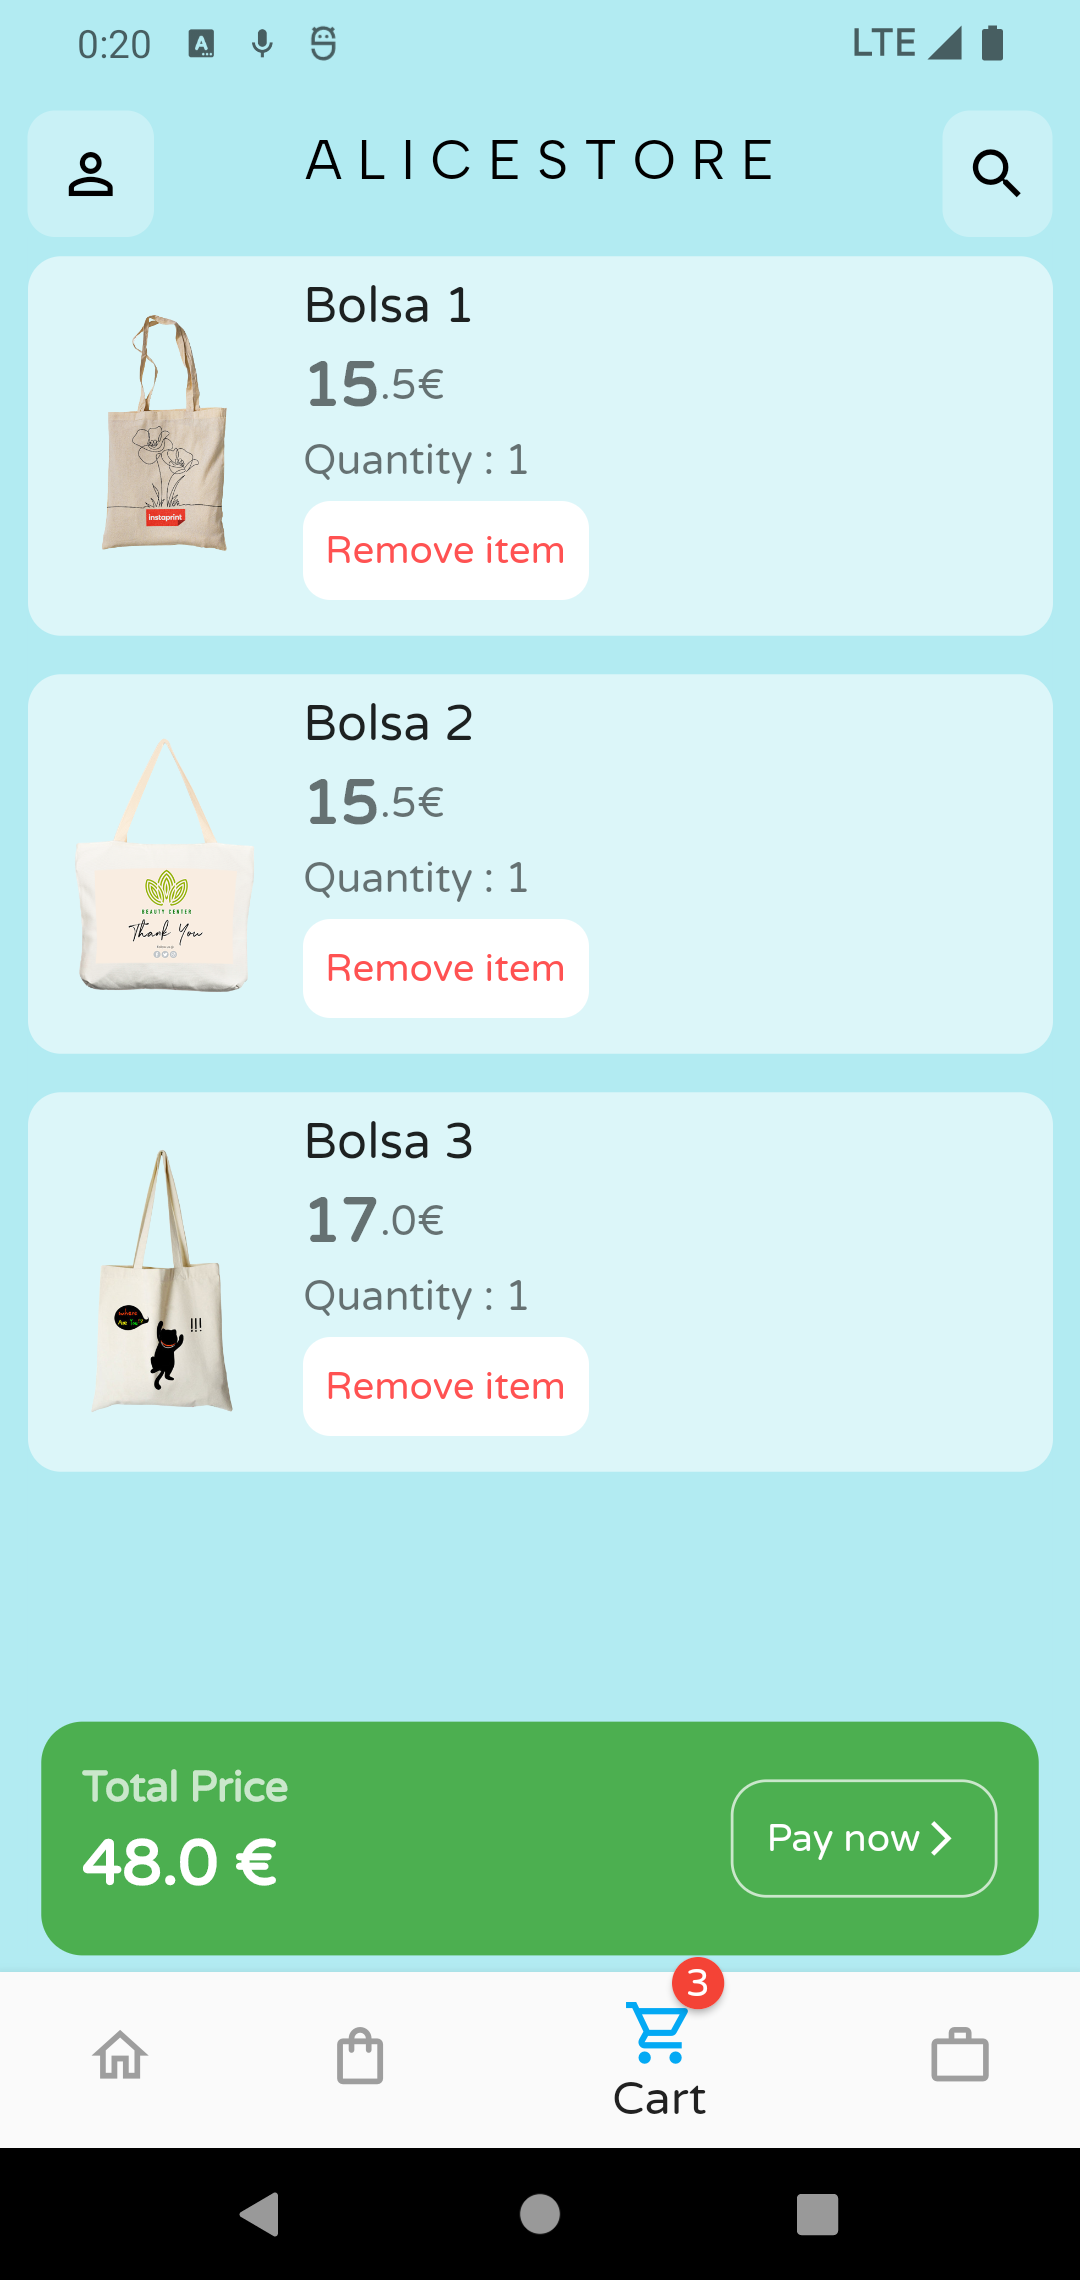 0:20 LTE
ALICESTORE
Bolsa 1
15.5€
Quantity : 1
instaprint
Remove item
Bolsa 2
15.5€
Quantity : 1
BEAUTY CENTER
Thank You
Remove item
Bolsa 3
17.0€
Quantity : 1
!!!
Remove item
Total Price
48.0 €
Pay now
3
Cart